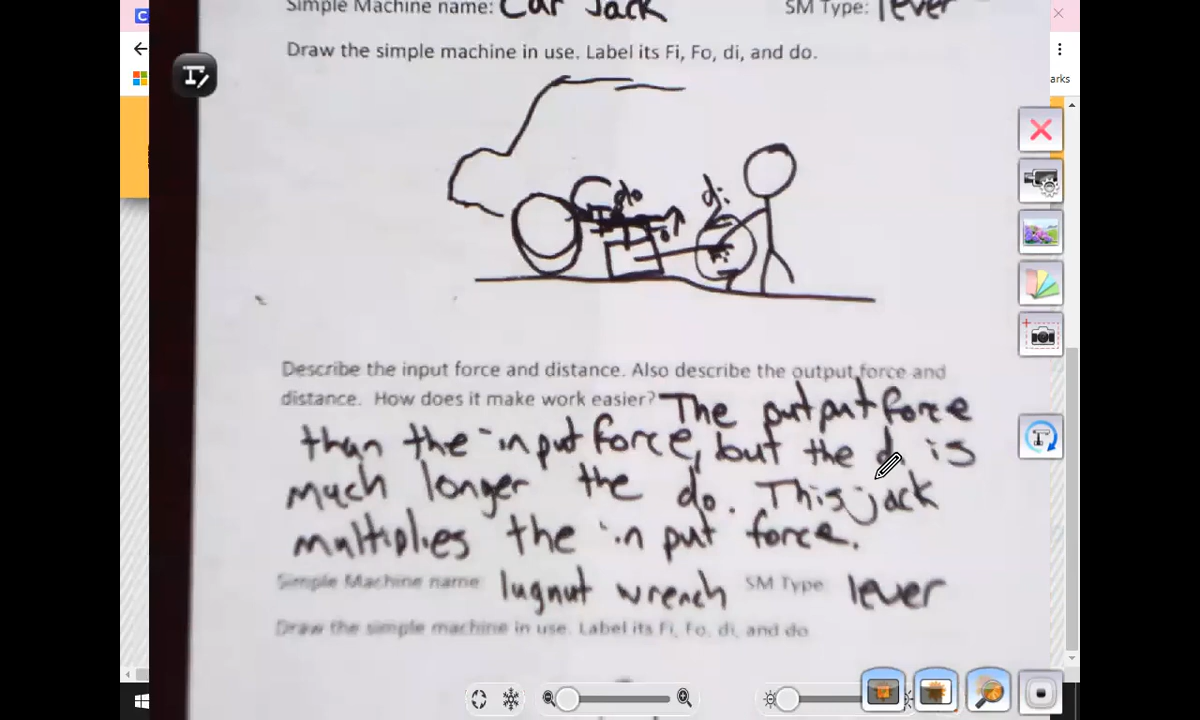 Simple Machine name: Car Jack SM Type: lever
Draw the simple machine in use. Label its Fi, Fo, di, and do.
arks
do
di
Describe the input force and distance. Also describe the output force and
distance. How does it make work easier? The output force
than the input force, but the di is
much longer the do. This jack
multiplies the input force.
Simple Machine name lugnut wrench SM Type lever
Draw the simple machine in use. Label its Fi, Fo, di, and do